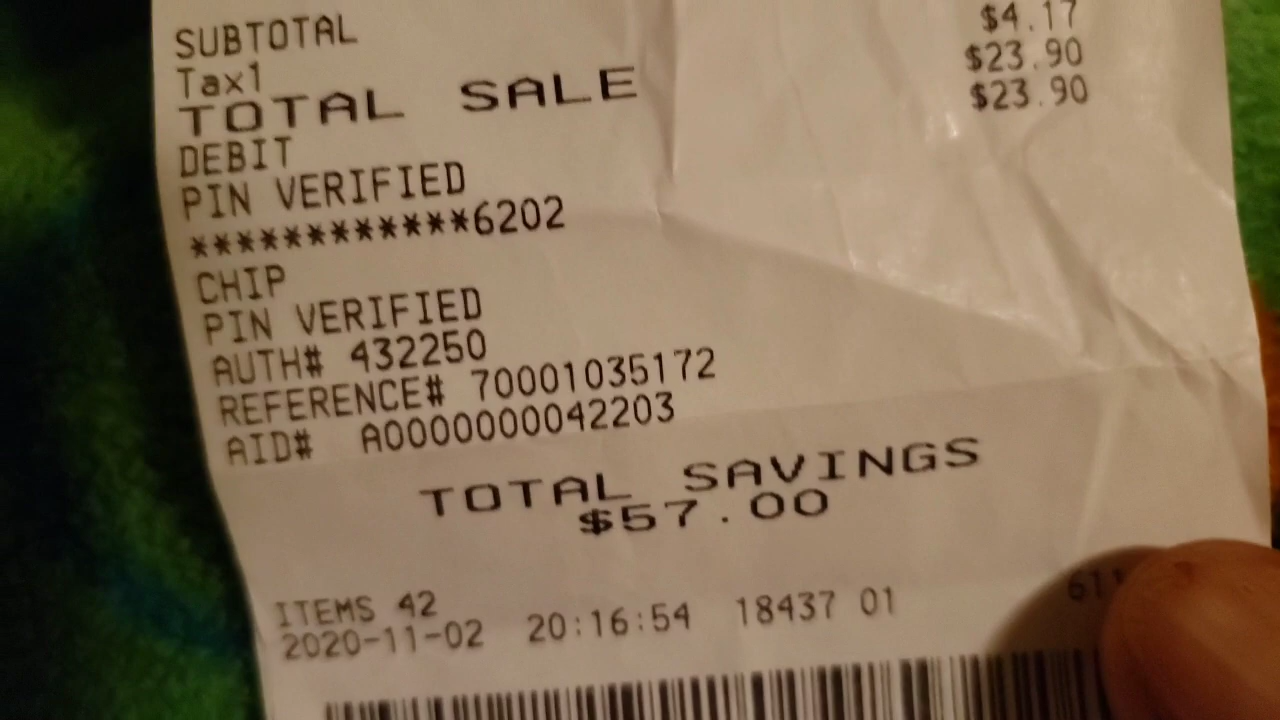 SUBTOTAL
Tax1 $4.17
TOTAL SALE $23.90
DEBIT $23.90
PIN VERIFIED
************6202
CHIP
PIN VERIFIED
AUTH# 432250
REFERENCE# 70001035172
AID# A0000000042203
TOTAL SAVINGS
$57.00
ITEMS 42
2020-11-02 20:16:54 18437 01